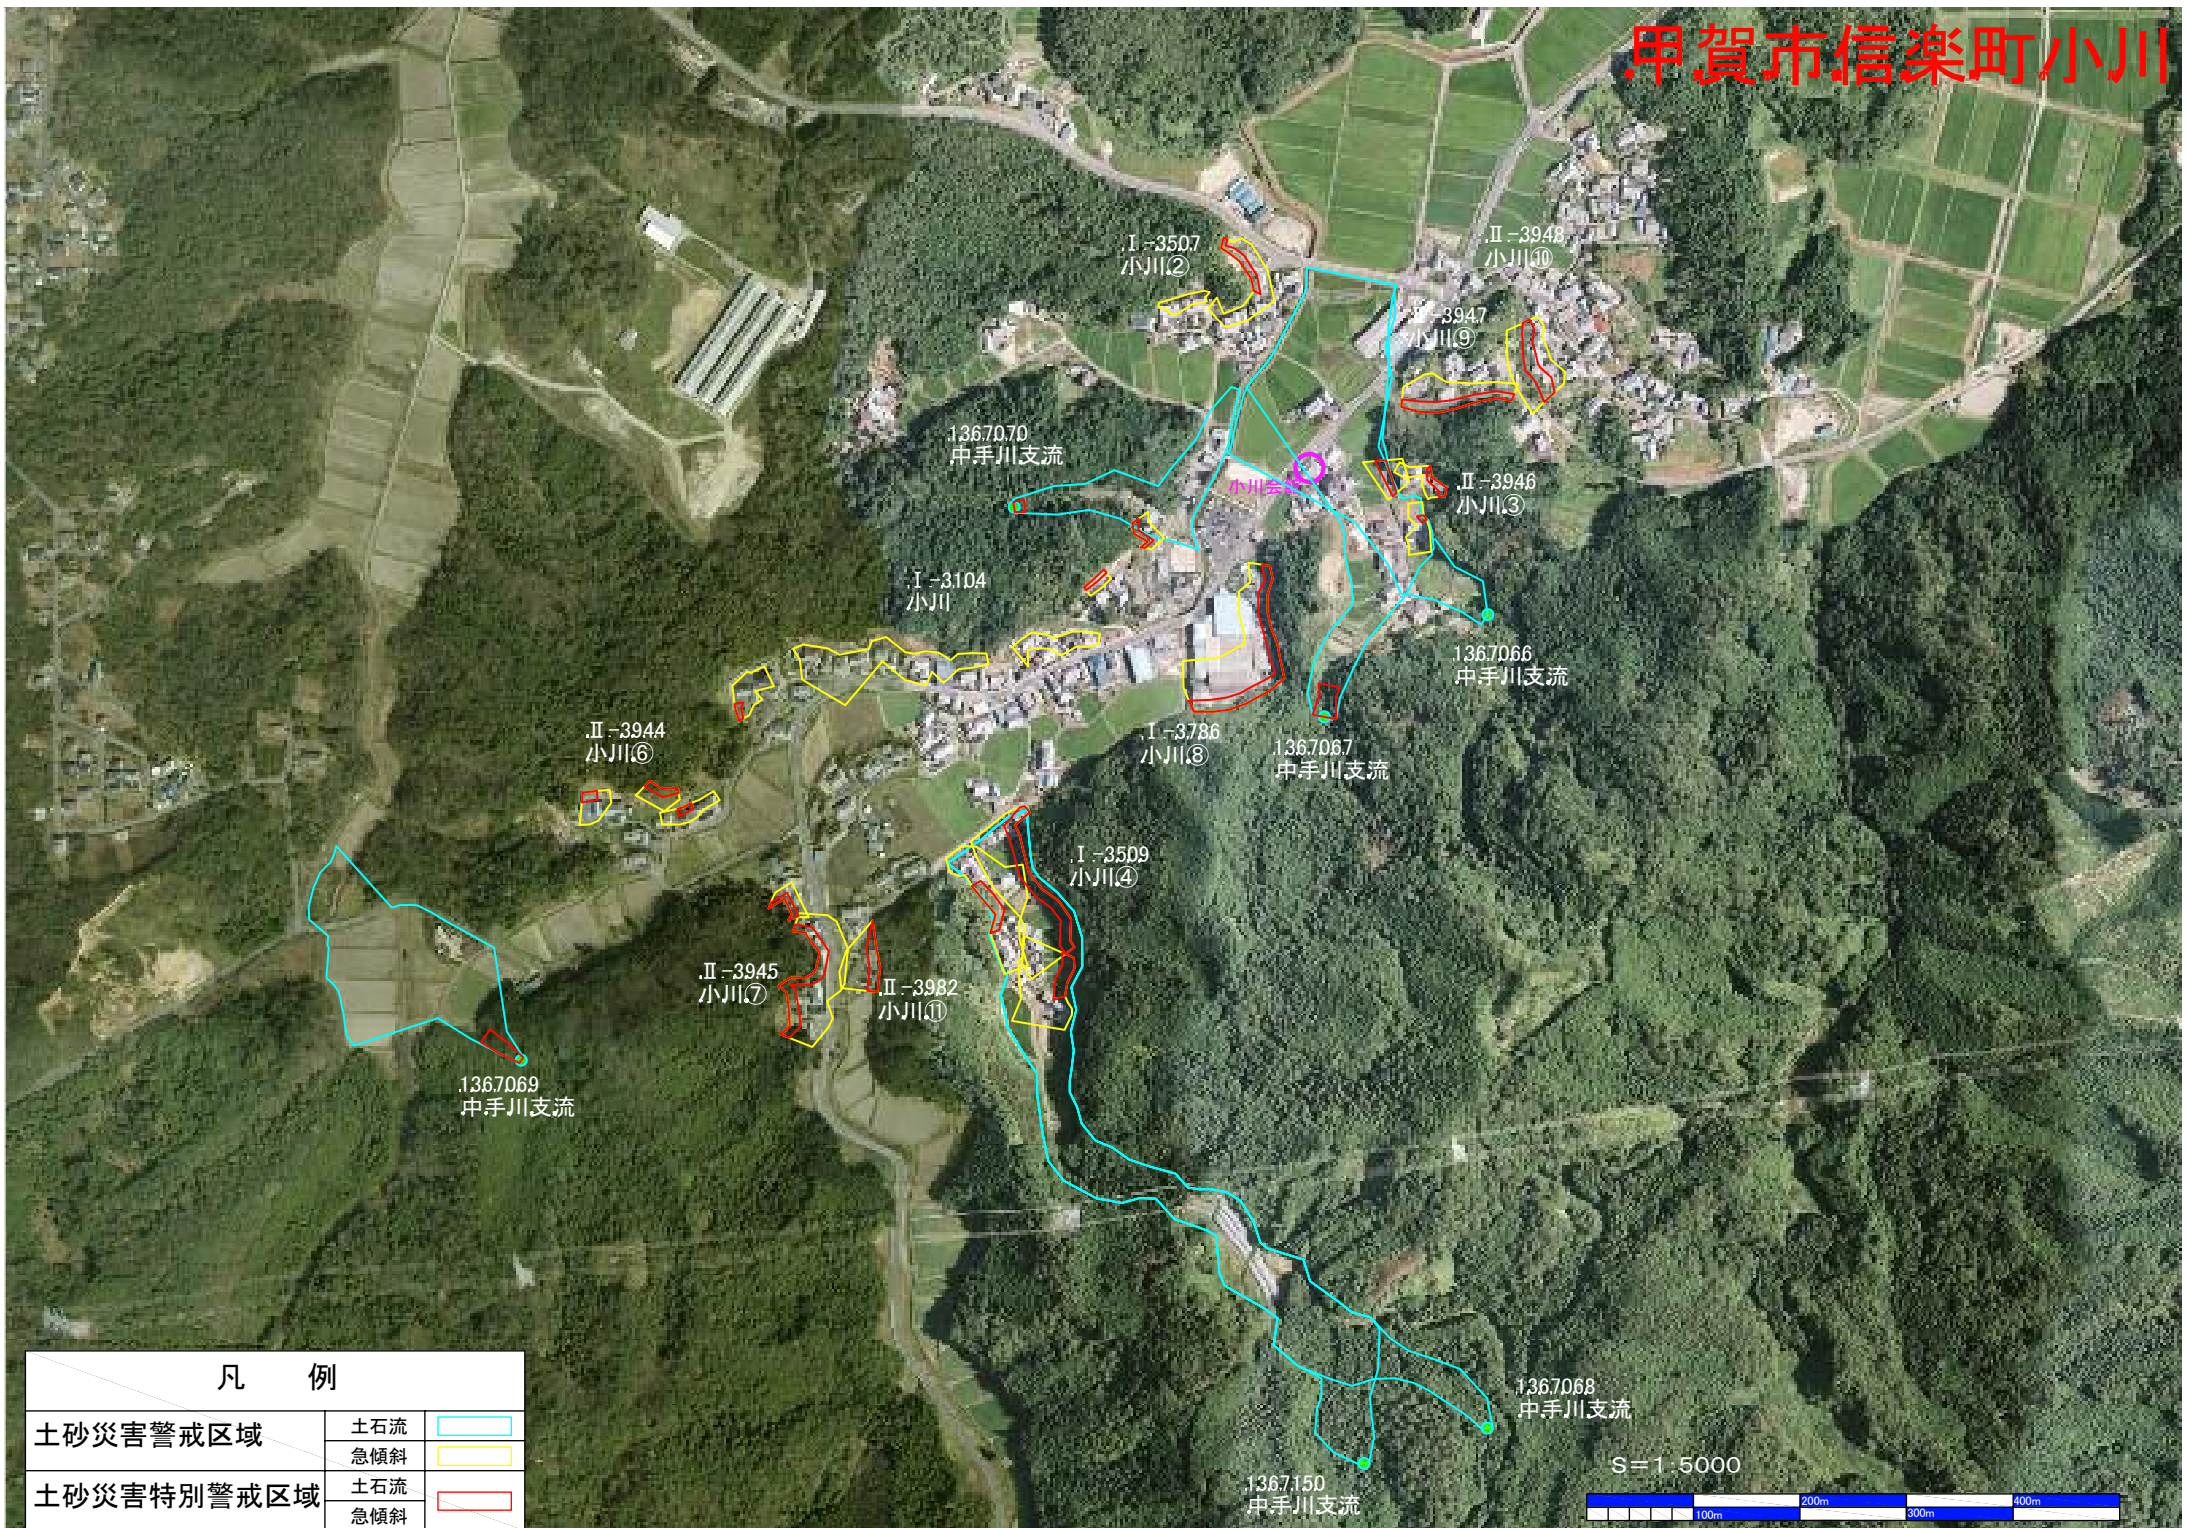 甲賀市信楽町小川
Ⅰ-3507
小川②
Ⅱ-3948
小川⑩
Ⅱ-3947
小川⑨
1367070
中手川支流
小川会館
Ⅱ-3946
小川③
Ⅰ-3104
小川
1367066
中手川支流
Ⅱ-3944
小川⑥
Ⅰ-3786
小川⑧
1367067
中手川支流
Ⅰ-3509
小川④
Ⅱ-3945
小川⑦
Ⅱ-3982
小川⑪
1367069
中手川支流
1367068
中手川支流
1367150
中手川支流
凡 例
土砂災害警戒区域
土石流
急傾斜
土砂災害特別警戒区域
土石流
急傾斜
S=1:5000
200m 400m
100m 300m